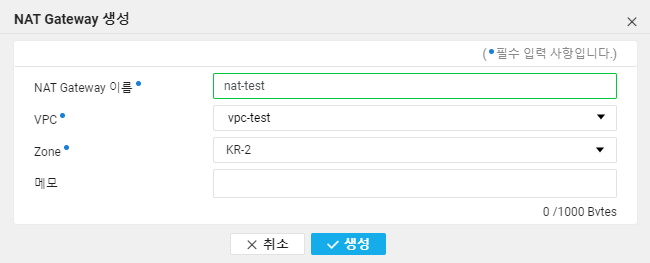 NAT Gateway 생성
(●필수 입력 사항입니다.)
NAT Gateway 이름● nat-test
VPC● vpc-test
Zone● KR-2
메모
0 /1000 Bytes
취소 생성